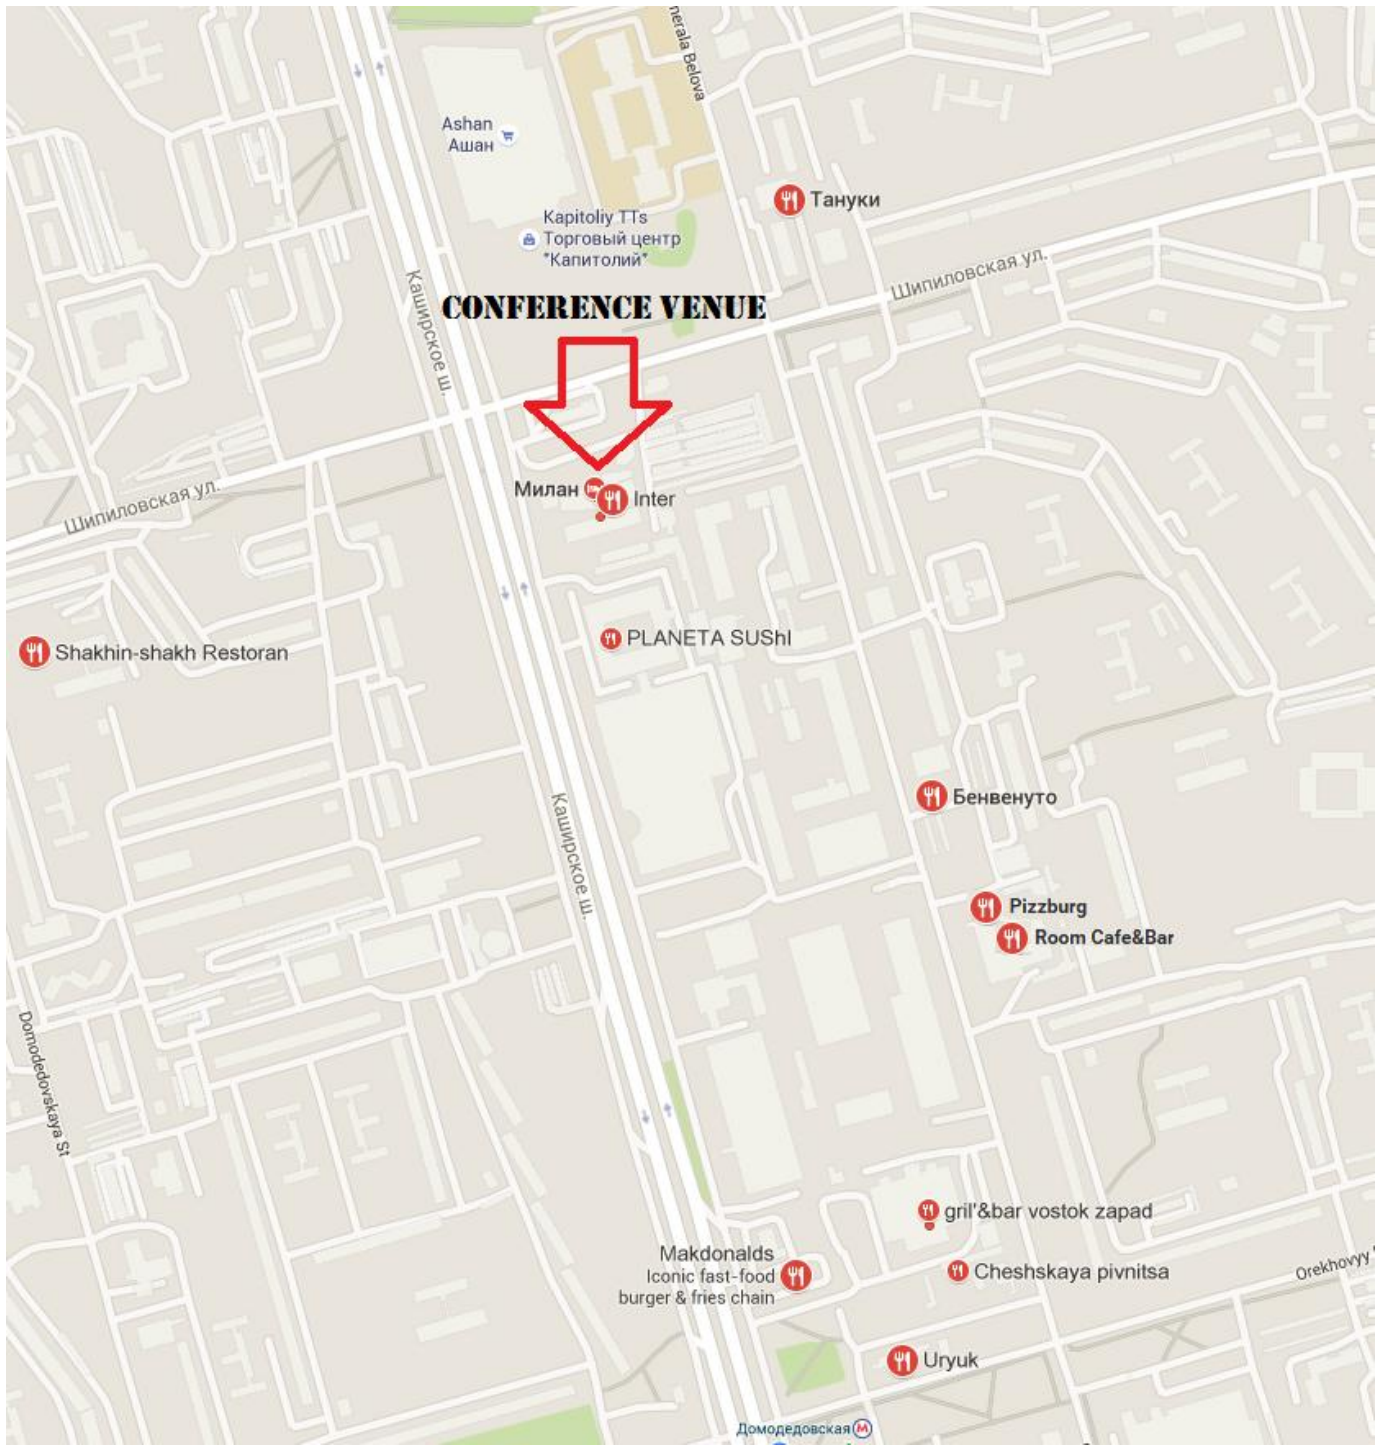 nerala Belova
Ashan
Ашан
Тануки
Kapitoliy TTs
Торговый центр
"Капитолий"
Шипиловская ул.
Каширское ш.
CONFERENCE VENUE
Милан
Inter
Шипиловская ул.
PLANETA SUShI
Shakhin-shakh Restoran
Бенвенуто
Каширское ш.
Pizzburg
Room Cafe&Bar
Domodedovskaya St
gril'&bar vostok zapad
Makdonalds
Iconic fast-food
burger & fries chain
Cheshskaya pivnitsa
Orekhovyy
Uryuk
Домодедовская М